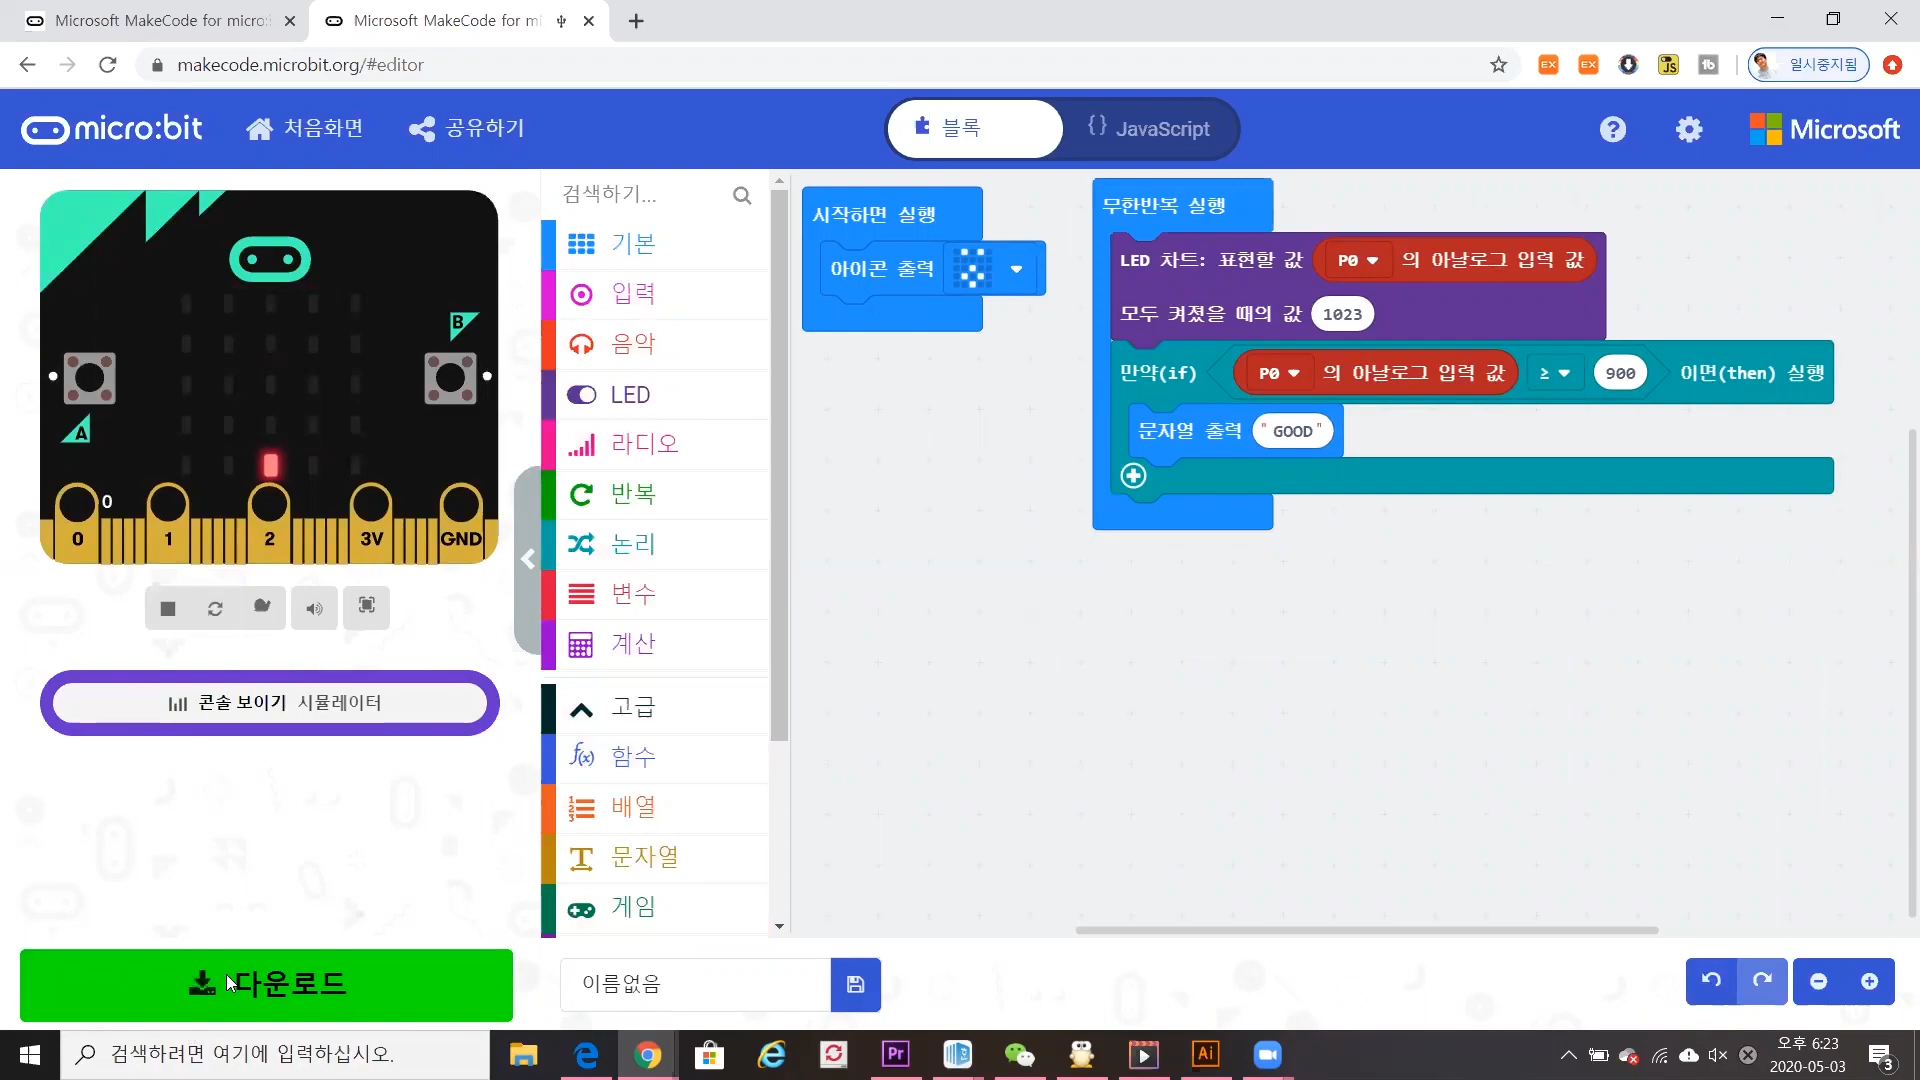 Microsoft MakeCode for micro:
Microsoft MakeCode for mi
makecode.microbit.org/#editor
EX
EX
JS
일시중지됨
micro:bit
처음화면
공유하기
블록
{} JavaScript
?
Microsoft
B
A
0
0
1
2
3V
GND
콘솔 보이기 시뮬레이터
다운로드
검색하기...
기본
입력
음악
LED
라디오
반복
논리
변수
계산
고급
f(x) 함수
배열
문자열
게임
시작하면 실행
아이콘 출력
무한반복 실행
LED 차트: 표현할 값 P0 의 아날로그 입력 값
모두 켜졌을 때의 값 1023
만약(if) P0 의 아날로그 입력 값 ≥ 900 이면(then) 실행
문자열 출력 "GOOD"
이름없음
검색하려면 여기에 입력하십시오.
Pr
Ai
오후 6:23
2020-05-03
3